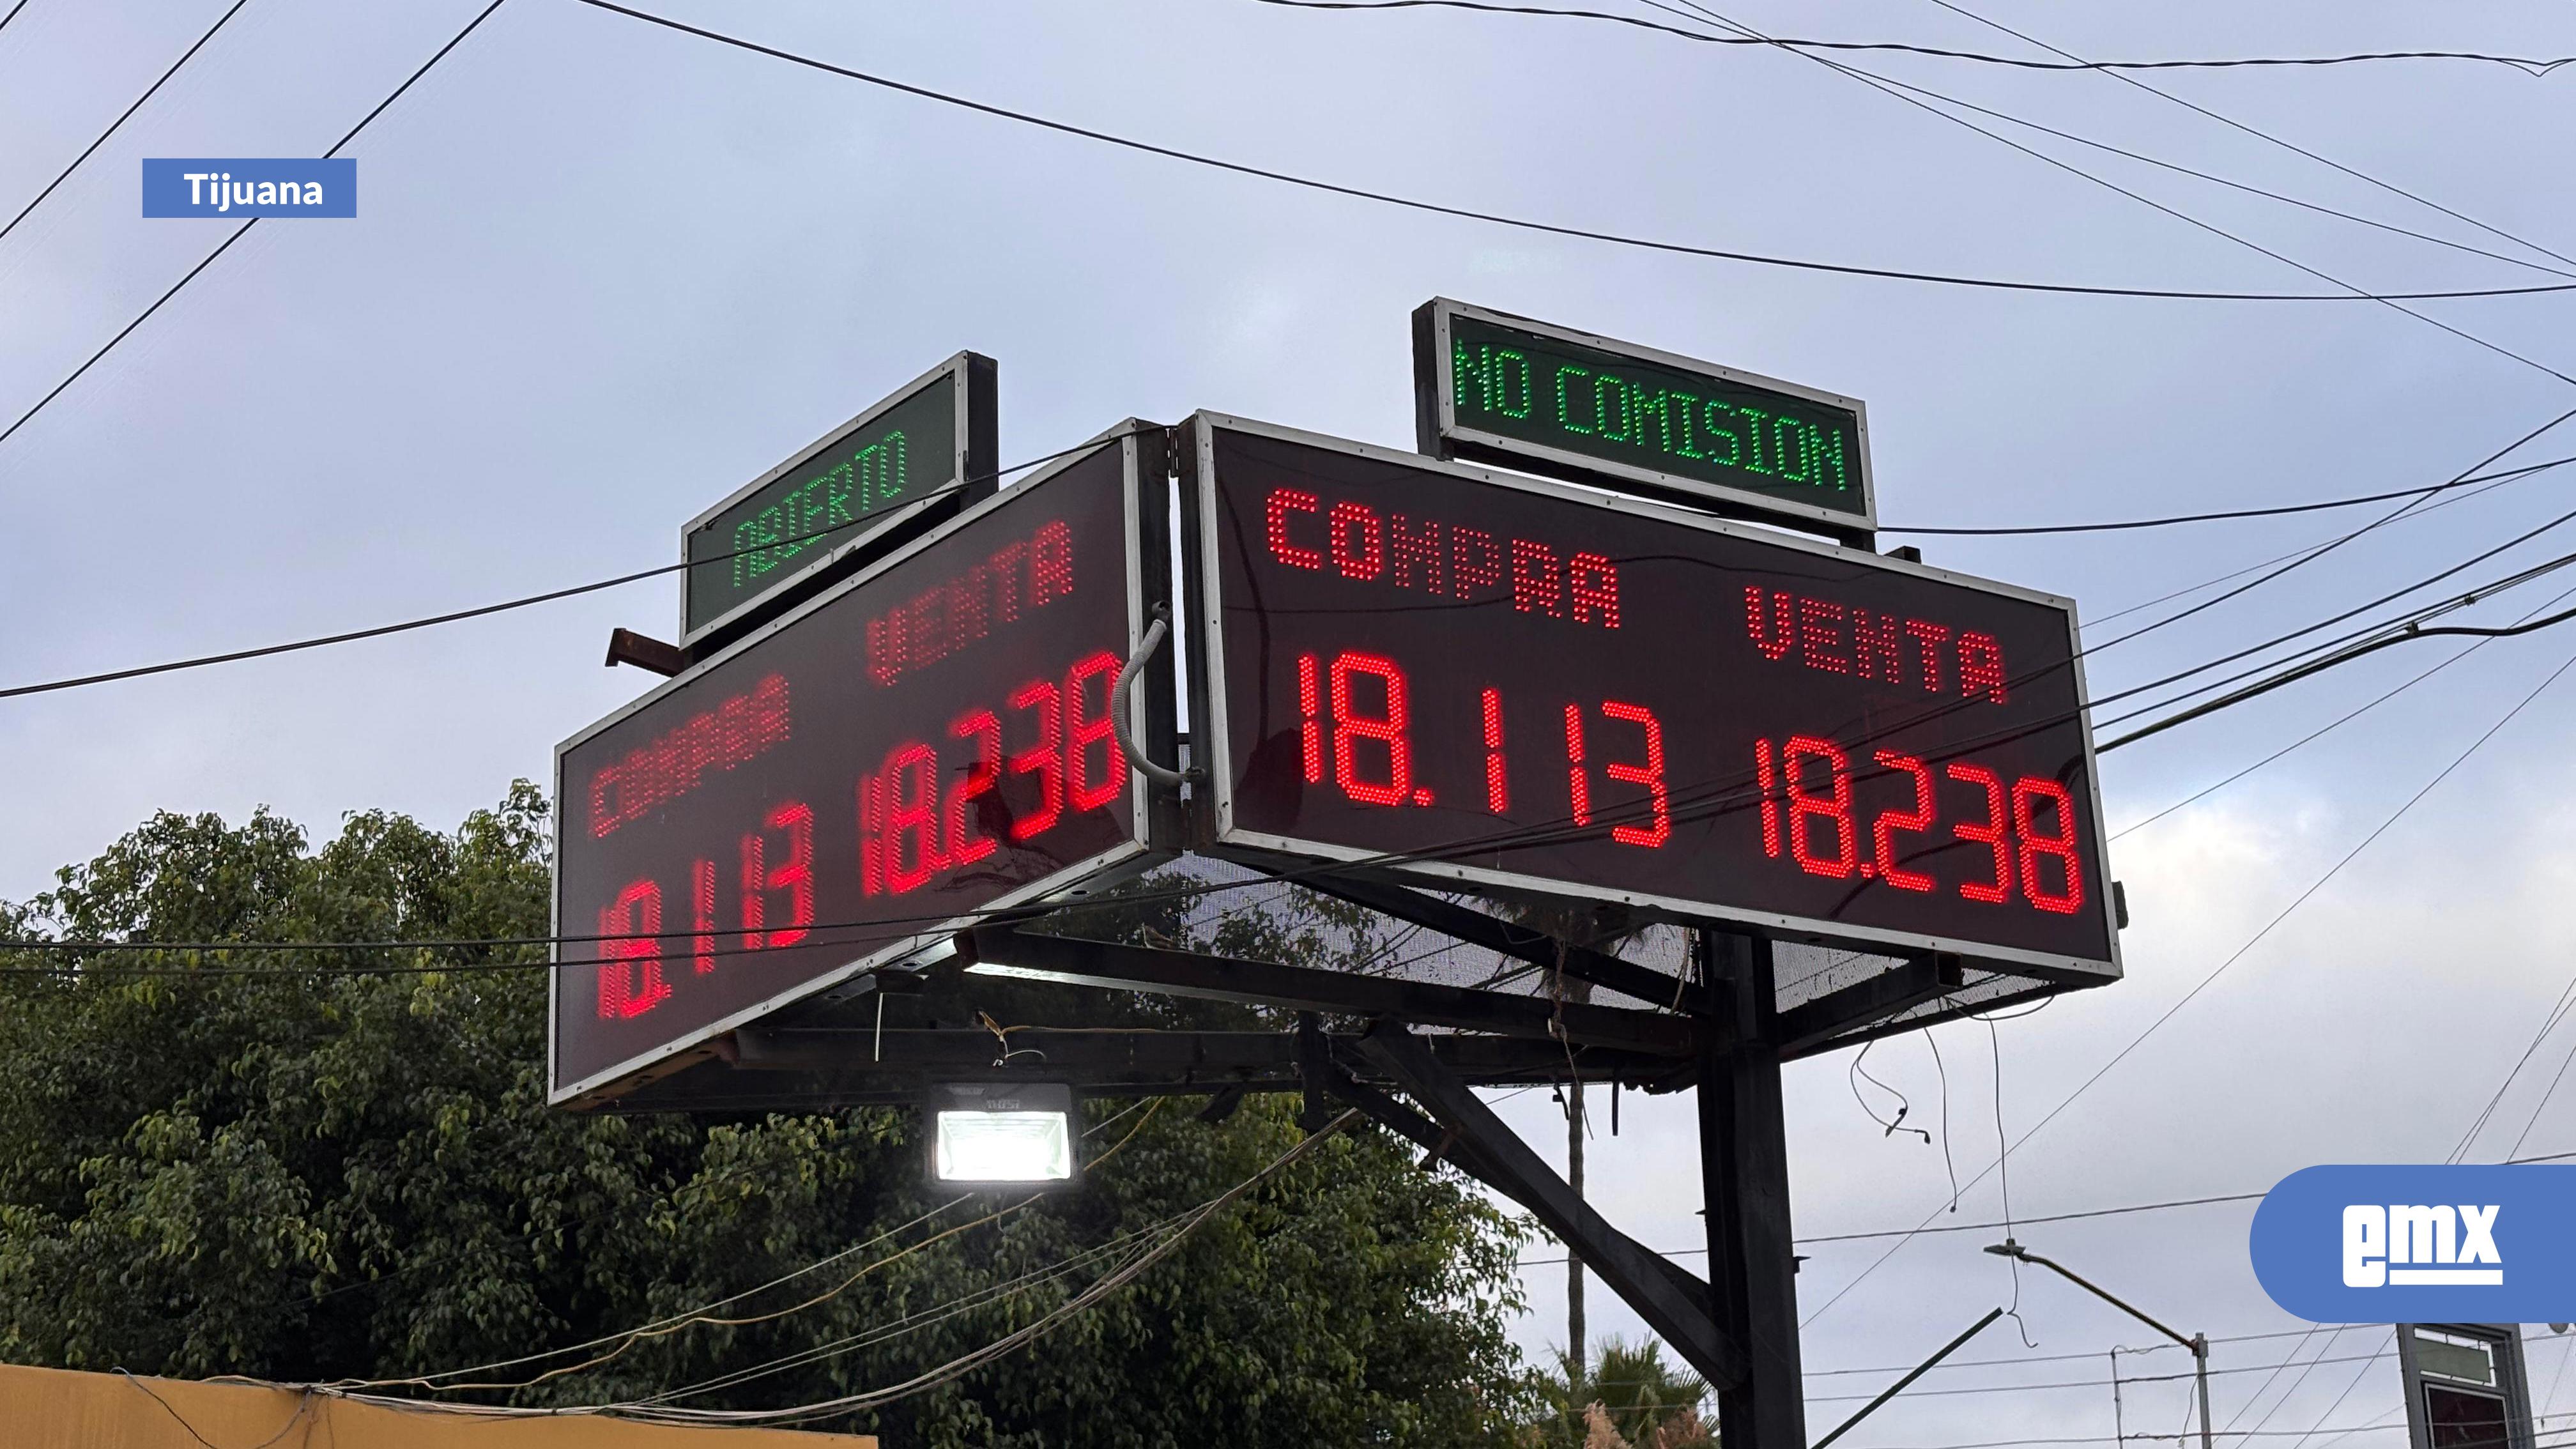 Tijuana
ABIERTO
COMPRA VENTA
18.113 18.238
NO COMISION
COMPRA VENTA
18.113 18.238
emx